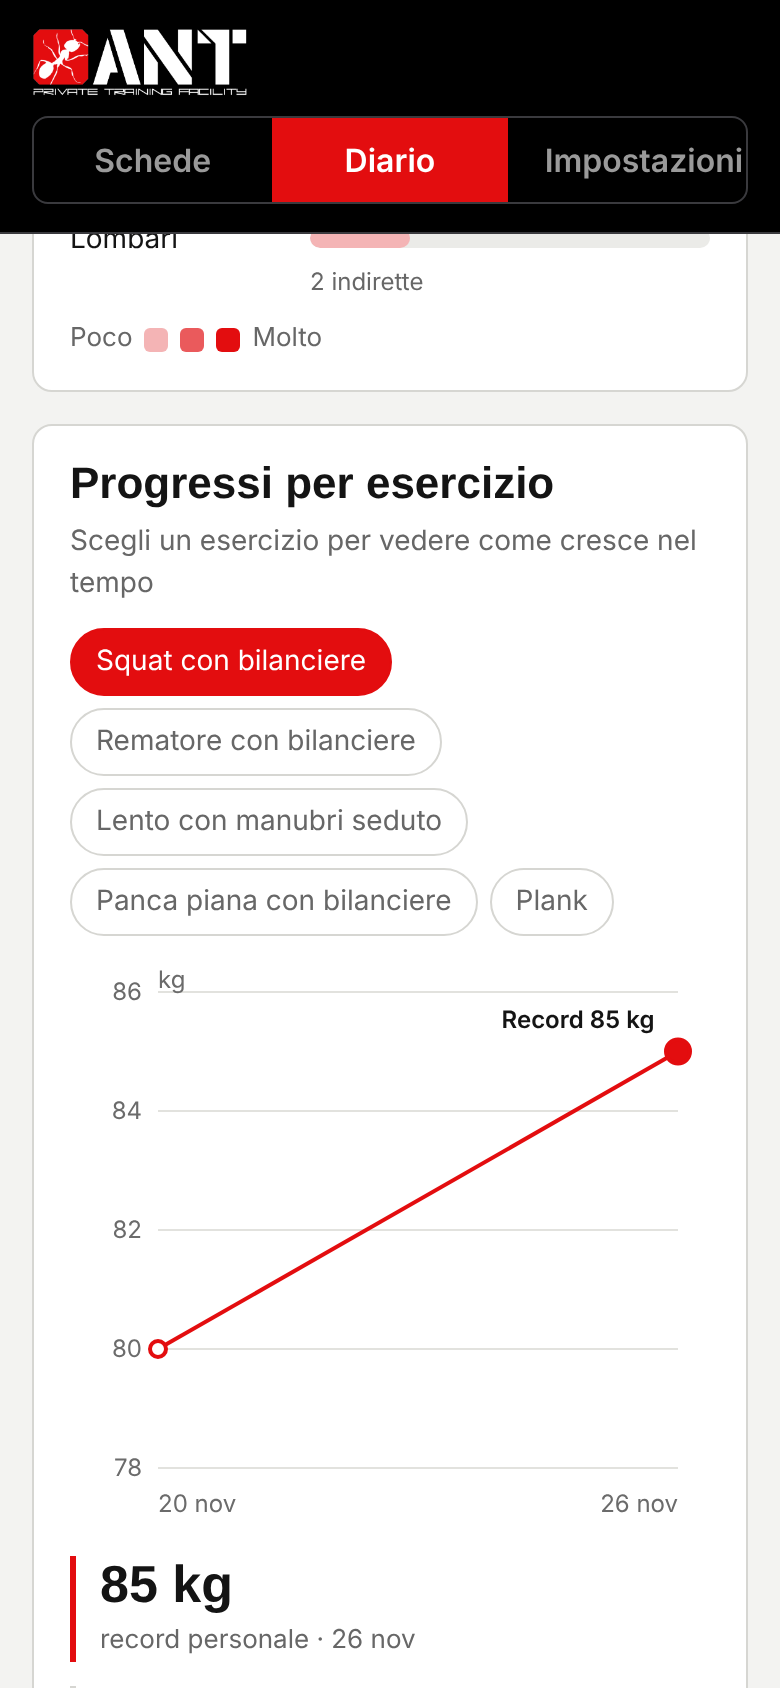 ANT
PRIVATE TRAINING FACILITY
Schede
Diario
Impostazioni
Lombari
2 indirette
Poco
Molto
Progressi per esercizio
Scegli un esercizio per vedere come cresce nel
tempo
Squat con bilanciere
Rematore con bilanciere
Lento con manubri seduto
Panca piana con bilanciere
Plank
kg
86
Record 85 kg
84
82
80
78
20 nov
26 nov
85 kg
record personale · 26 nov